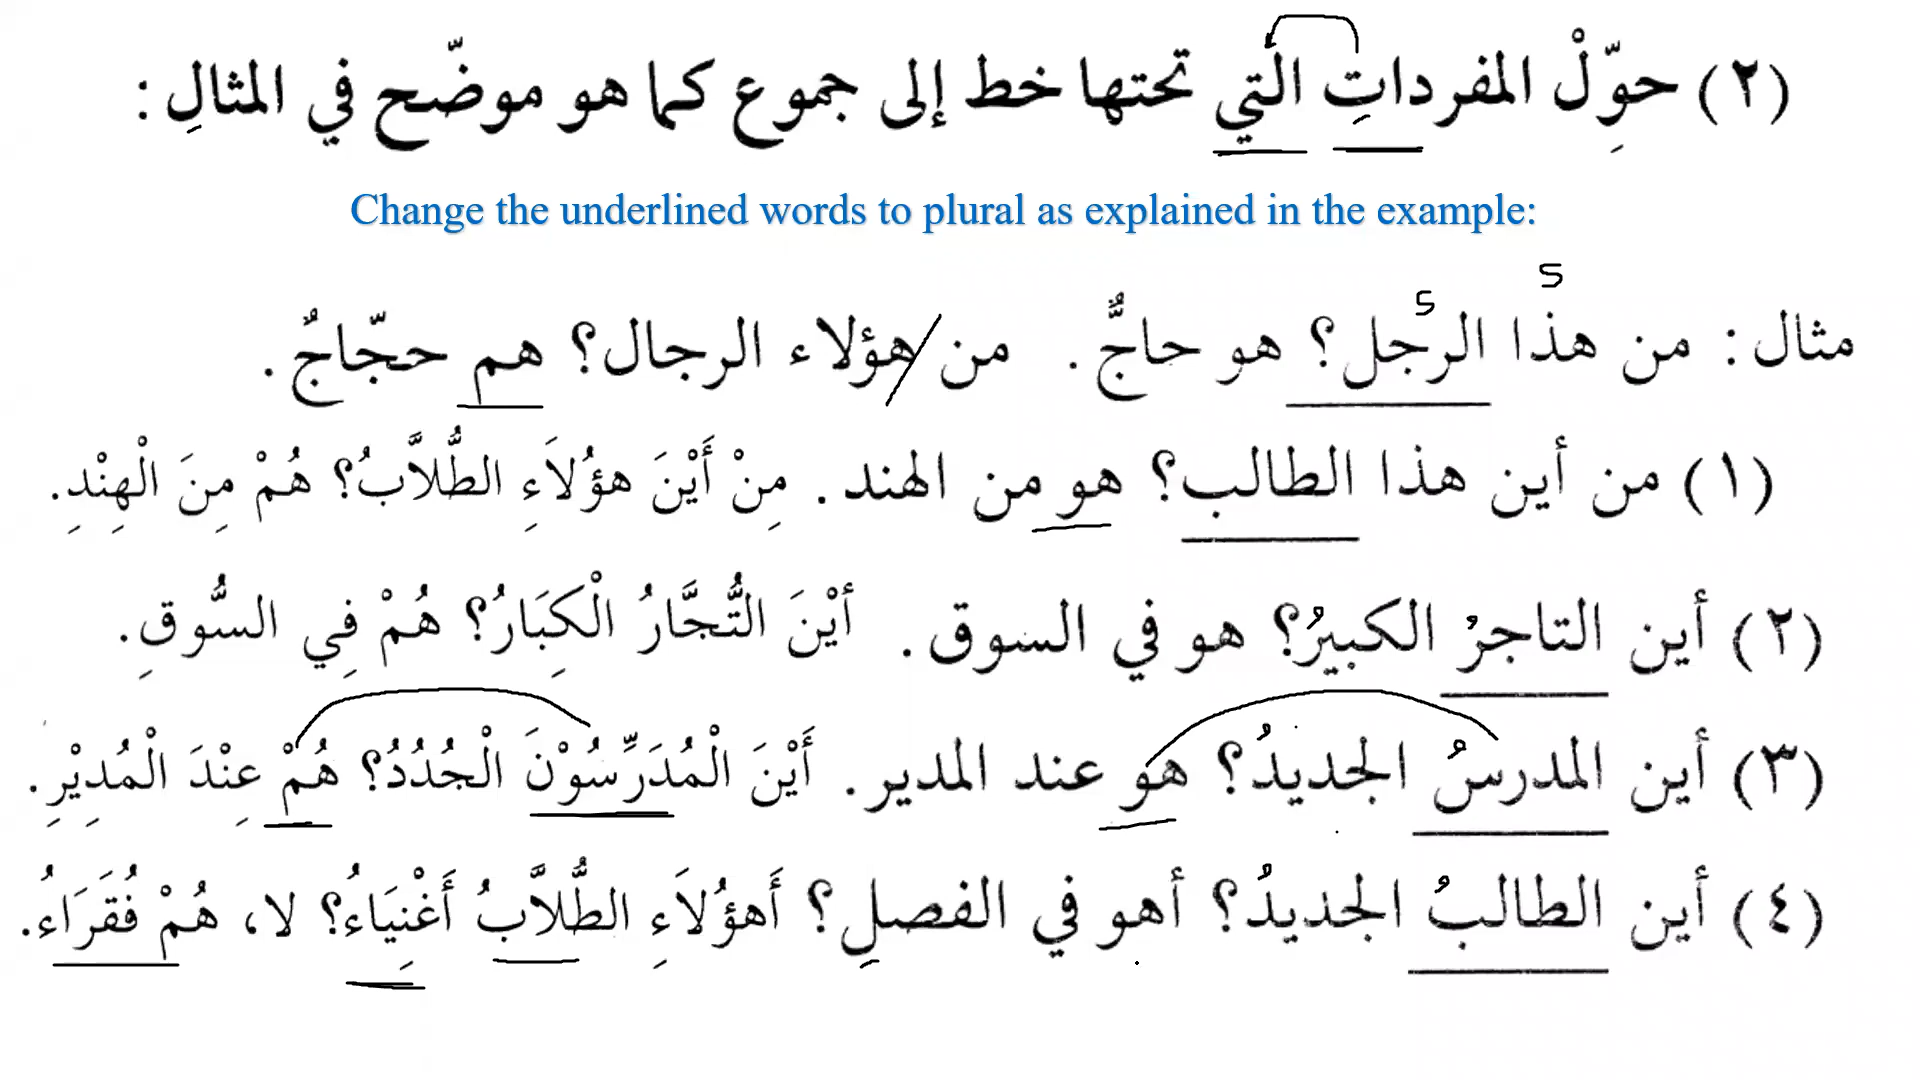 (٢) حوِّلْ المفرداتِ الَتي تحتها خط إلى جموع كما هو موضّح في المثالِ :
Change the underlined words to plural as explained in the example:
S S
مثال : من هذا الرجل؟ هو حاجٌّ . من هؤلاء الرجال؟ هم حجّاجٌ .
(١) من أين هذا الطالب؟ هو من الهند . مِنْ أَيْنَ هؤُلاَءِ الطُّلَّابُ؟ هُمْ مِنَ الْهِنْدِ.
(٢) أين التاجرُ الكبيرُ؟ هو في السوق . أيْنَ التُّجَّارُ الْكِبَارُ؟ هُمْ فِي السُّوقِ.
(٣) أين المدرسُ الجديدُ؟ هو عند المدير . أَيْنَ الْمُدَرِّسُوْنَ الْجُدُدُ؟ هُمْ عِنْدَ الْمُدِيْرِ.
(٤) أين الطالبُ الجديدُ؟ أهو في الفصلِ؟ أَهؤُلاَءِ الطُّلاَّبُ أَغْنِيَاءُ؟ لا، هُمْ فُقَرَاءُ.